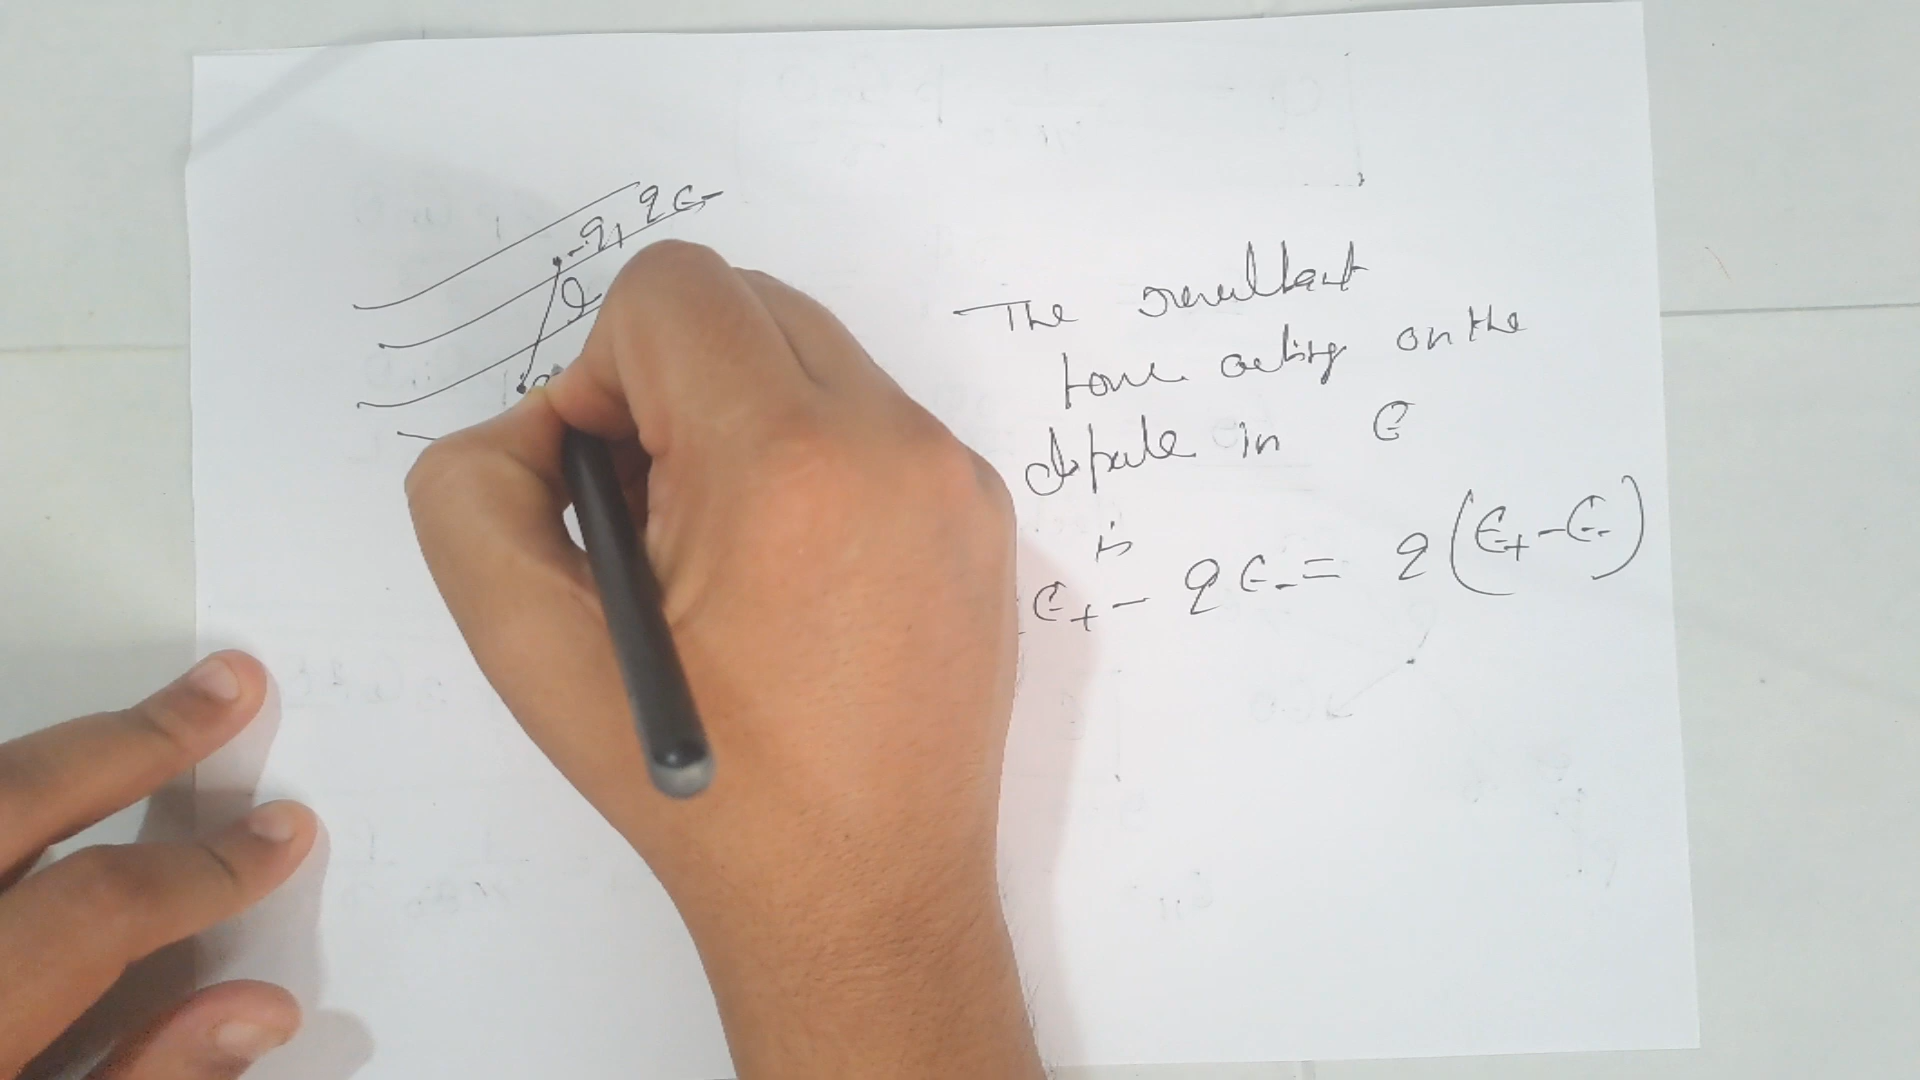 -q, qE-
θ
The resultant
force acting on the
dipole in E
is
E+ - qE- = q(E+ - E-)